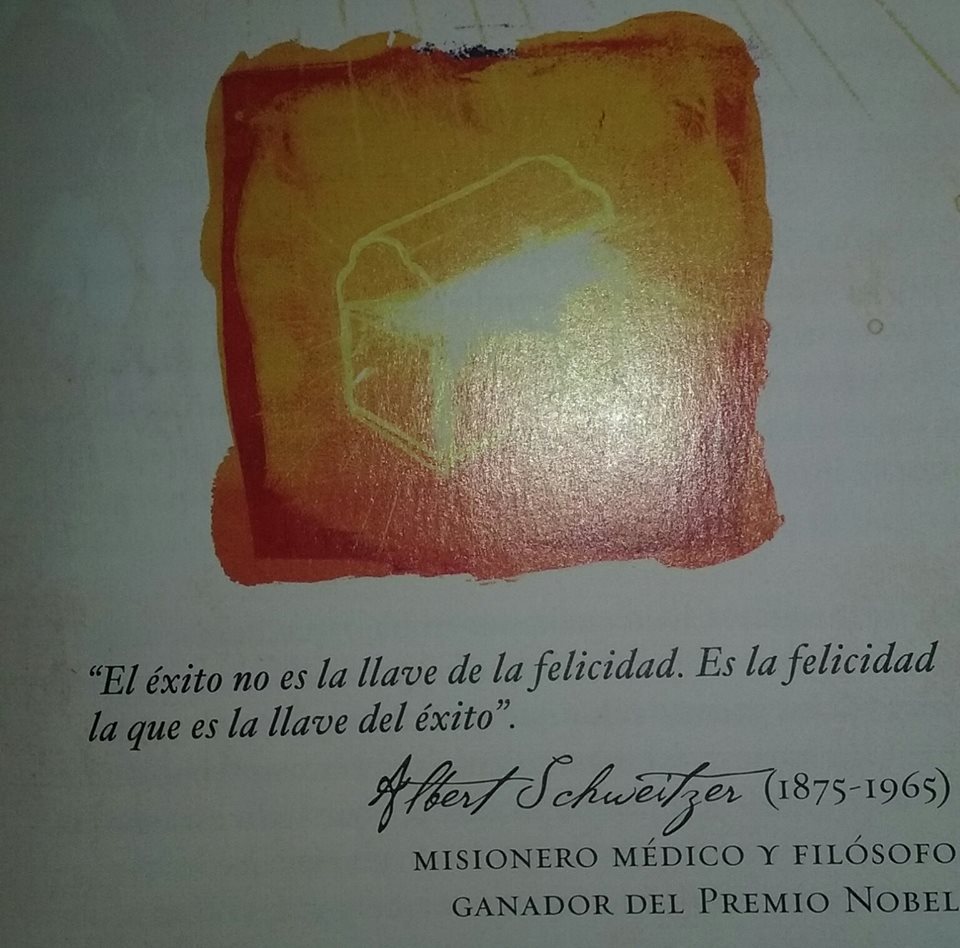 “El éxito no es la llave de la felicidad. Es la felicidad
la que es la llave del éxito”.
Albert Schweitzer (1875-1965)
MISIONERO MÉDICO Y FILÓSOFO
GANADOR DEL PREMIO NOBEL